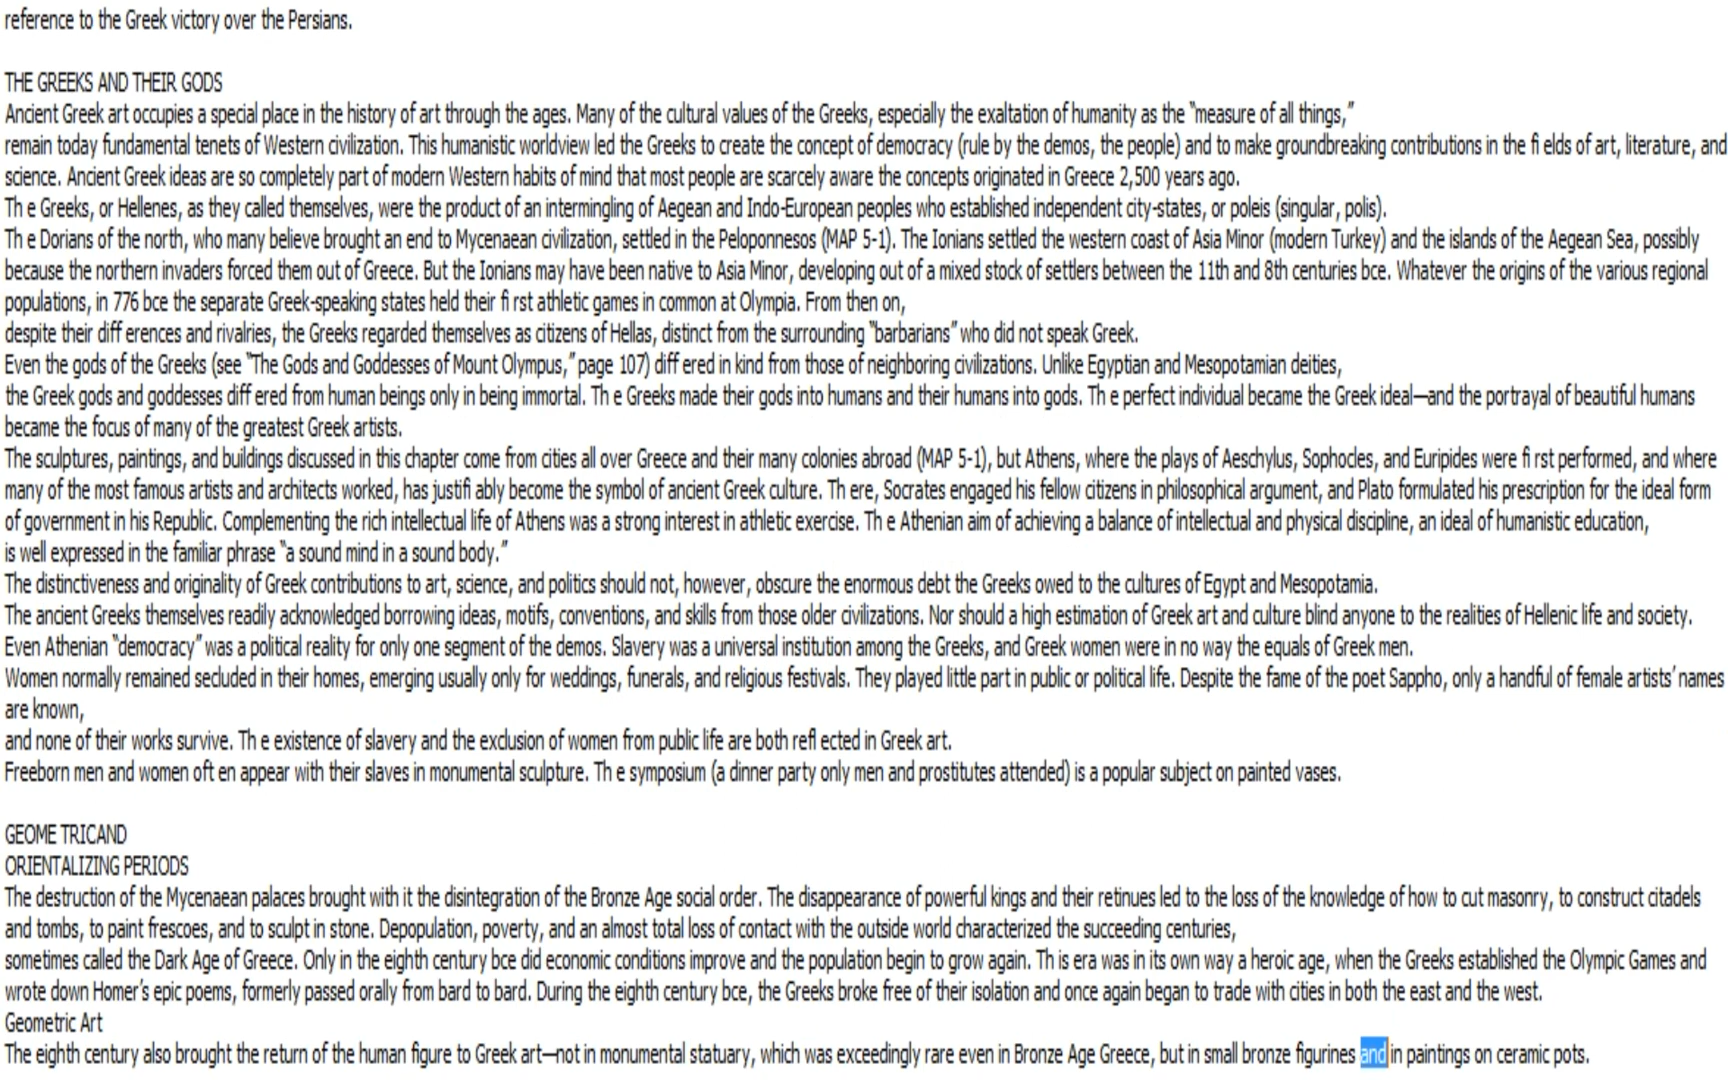 reference to the Greek victory over the Persians.
THE GREEKS AND THEIR GODS
Ancient Greek art occupies a special place in the history of art through the ages. Many of the cultural values of the Greeks, especially the exaltation of humanity as the “measure of all things,”
remain today fundamental tenets of Western civilization. This humanistic worldview led the Greeks to create the concept of democracy (rule by the demos, the people) and to make groundbreaking contributions in the fi elds of art, literature, and
science. Ancient Greek ideas are so completely part of modern Western habits of mind that most people are scarcely aware the concepts originated in Greece 2,500 years ago.
Th e Greeks, or Hellenes, as they called themselves, were the product of an intermingling of Aegean and Indo-European peoples who established independent city-states, or poleis (singular, polis).
Th e Dorians of the north, who many believe brought an end to Mycenaean civilization, settled in the Peloponnesos (MAP 5-1). The Ionians settled the western coast of Asia Minor (modern Turkey) and the islands of the Aegean Sea, possibly
because the northern invaders forced them out of Greece. But the Ionians may have been native to Asia Minor, developing out of a mixed stock of settlers between the 11th and 8th centuries bce. Whatever the origins of the various regional
populations, in 776 bce the separate Greek-speaking states held their fi rst athletic games in common at Olympia. From then on,
despite their diff erences and rivalries, the Greeks regarded themselves as citizens of Hellas, distinct from the surrounding “barbarians” who did not speak Greek.
Even the gods of the Greeks (see “The Gods and Goddesses of Mount Olympus,” page 107) diff ered in kind from those of neighboring civilizations. Unlike Egyptian and Mesopotamian deities,
the Greek gods and goddesses diff ered from human beings only in being immortal. Th e Greeks made their gods into humans and their humans into gods. Th e perfect individual became the Greek ideal—and the portrayal of beautiful humans
became the focus of many of the greatest Greek artists.
The sculptures, paintings, and buildings discussed in this chapter come from cities all over Greece and their many colonies abroad (MAP 5-1), but Athens, where the plays of Aeschylus, Sophocles, and Euripides were fi rst performed, and where
many of the most famous artists and architects worked, has justifi ably become the symbol of ancient Greek culture. Th ere, Socrates engaged his fellow citizens in philosophical argument, and Plato formulated his prescription for the ideal form
of government in his Republic. Complementing the rich intellectual life of Athens was a strong interest in athletic exercise. Th e Athenian aim of achieving a balance of intellectual and physical discipline, an ideal of humanistic education,
is well expressed in the familiar phrase “a sound mind in a sound body.”
The distinctiveness and originality of Greek contributions to art, science, and politics should not, however, obscure the enormous debt the Greeks owed to the cultures of Egypt and Mesopotamia.
The ancient Greeks themselves readily acknowledged borrowing ideas, motifs, conventions, and skills from those older civilizations. Nor should a high estimation of Greek art and culture blind anyone to the realities of Hellenic life and society.
Even Athenian “democracy” was a political reality for only one segment of the demos. Slavery was a universal institution among the Greeks, and Greek women were in no way the equals of Greek men.
Women normally remained secluded in their homes, emerging usually only for weddings, funerals, and religious festivals. They played little part in public or political life. Despite the fame of the poet Sappho, only a handful of female artists’ names
are known,
and none of their works survive. Th e existence of slavery and the exclusion of women from public life are both refl ected in Greek art.
Freeborn men and women oft en appear with their slaves in monumental sculpture. Th e symposium (a dinner party only men and prostitutes attended) is a popular subject on painted vases.
GEOME TRICAND
ORIENTALIZING PERIODS
The destruction of the Mycenaean palaces brought with it the disintegration of the Bronze Age social order. The disappearance of powerful kings and their retinues led to the loss of the knowledge of how to cut masonry, to construct citadels
and tombs, to paint frescoes, and to sculpt in stone. Depopulation, poverty, and an almost total loss of contact with the outside world characterized the succeeding centuries,
sometimes called the Dark Age of Greece. Only in the eighth century bce did economic conditions improve and the population begin to grow again. Th is era was in its own way a heroic age, when the Greeks established the Olympic Games and
wrote down Homer’s epic poems, formerly passed orally from bard to bard. During the eighth century bce, the Greeks broke free of their isolation and once again began to trade with cities in both the east and the west.
Geometric Art
The eighth century also brought the return of the human figure to Greek art—not in monumental statuary, which was exceedingly rare even in Bronze Age Greece, but in small bronze figurines and in paintings on ceramic pots.